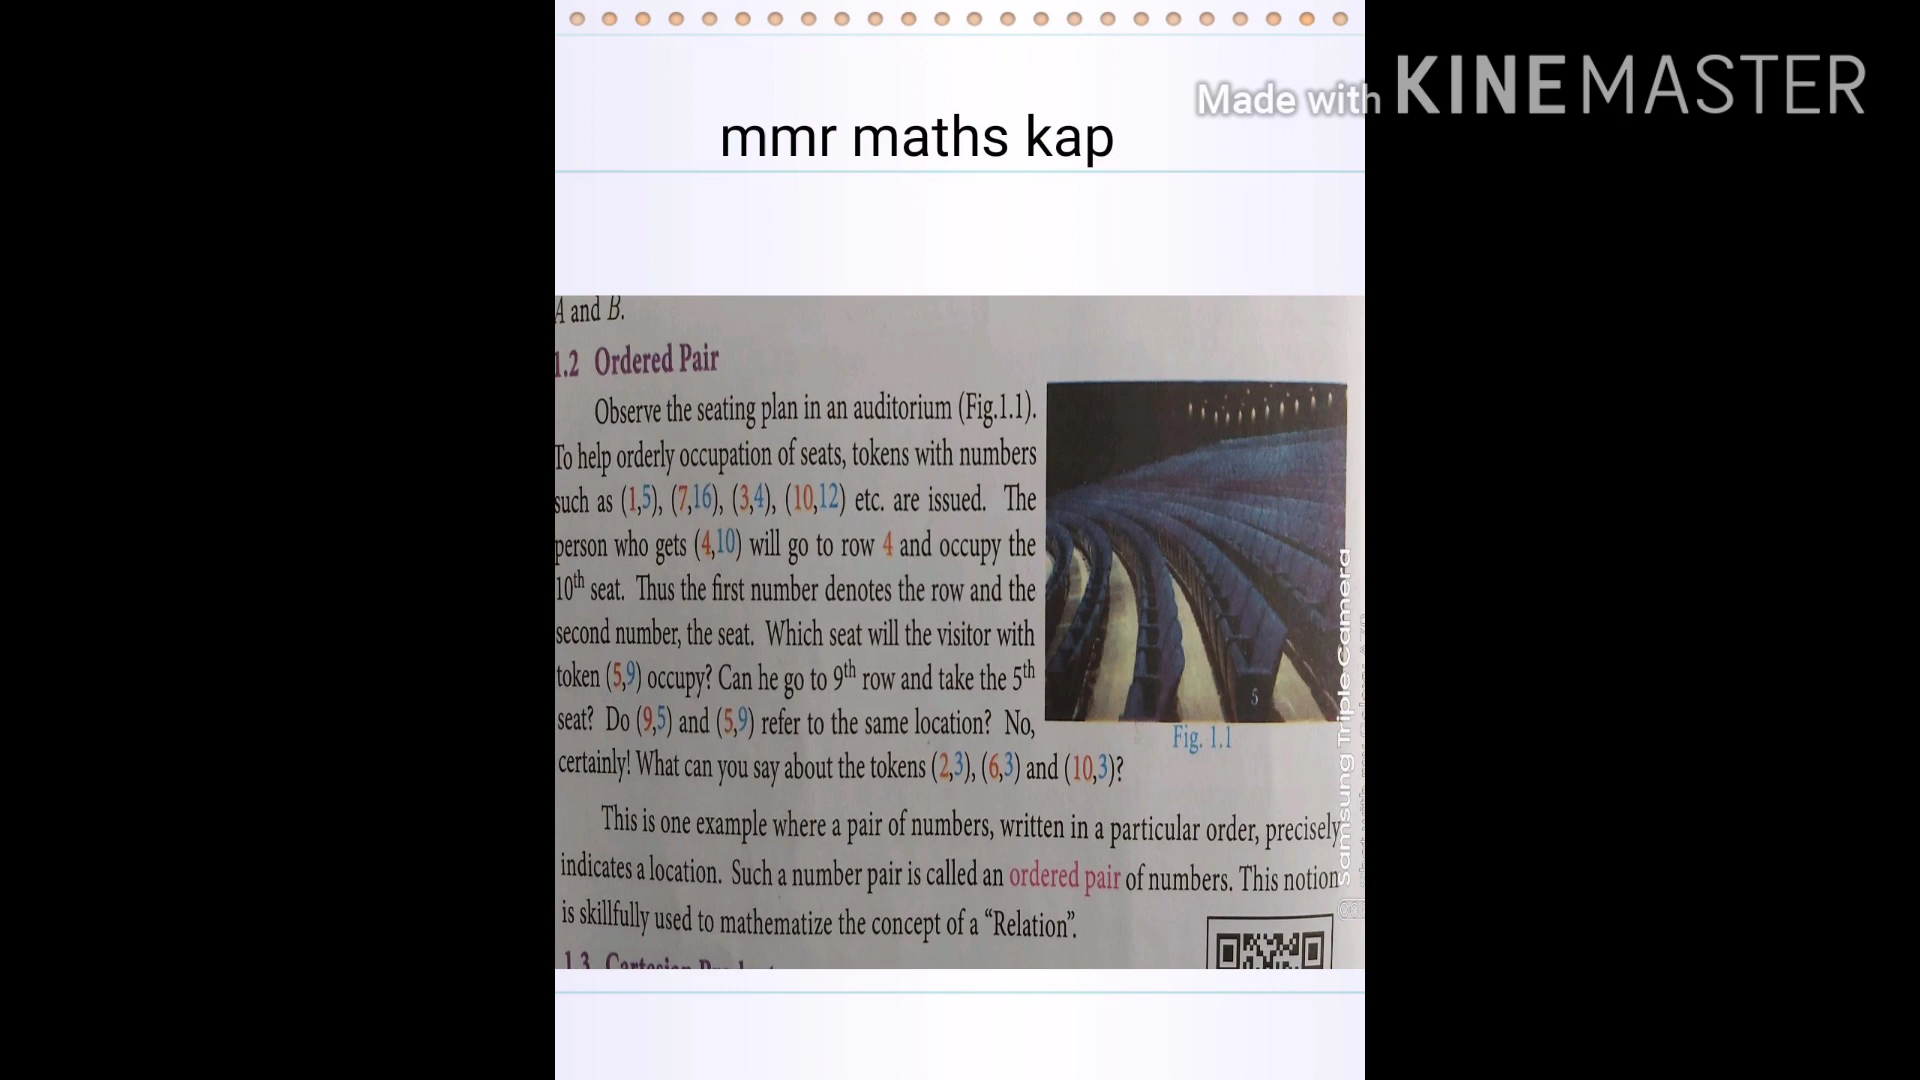 Made with KINEMASTER
mmr maths kap
A and B.
1.2 Ordered Pair
Observe the seating plan in an auditorium (Fig.1.1).
To help orderly occupation of seats, tokens with numbers
such as (1,5), (7,16), (3,4), (10,12) etc. are issued. The
person who gets (4,10) will go to row 4 and occupy the
10th seat. Thus the first number denotes the row and the
second number, the seat. Which seat will the visitor with
token (5,9) occupy? Can he go to 9th row and take the 5th
seat? Do (9,5) and (5,9) refer to the same location? No,
certainly! What can you say about the tokens (2,3), (6,3) and (10,3)?
5
Fig. 1.1
Samsung Triple Camera
This is one example where a pair of numbers, written in a particular order, precisely
indicates a location. Such a number pair is called an ordered pair of numbers. This notion
is skillfully used to mathematize the concept of a “Relation”.
1.3 Cartesian Product